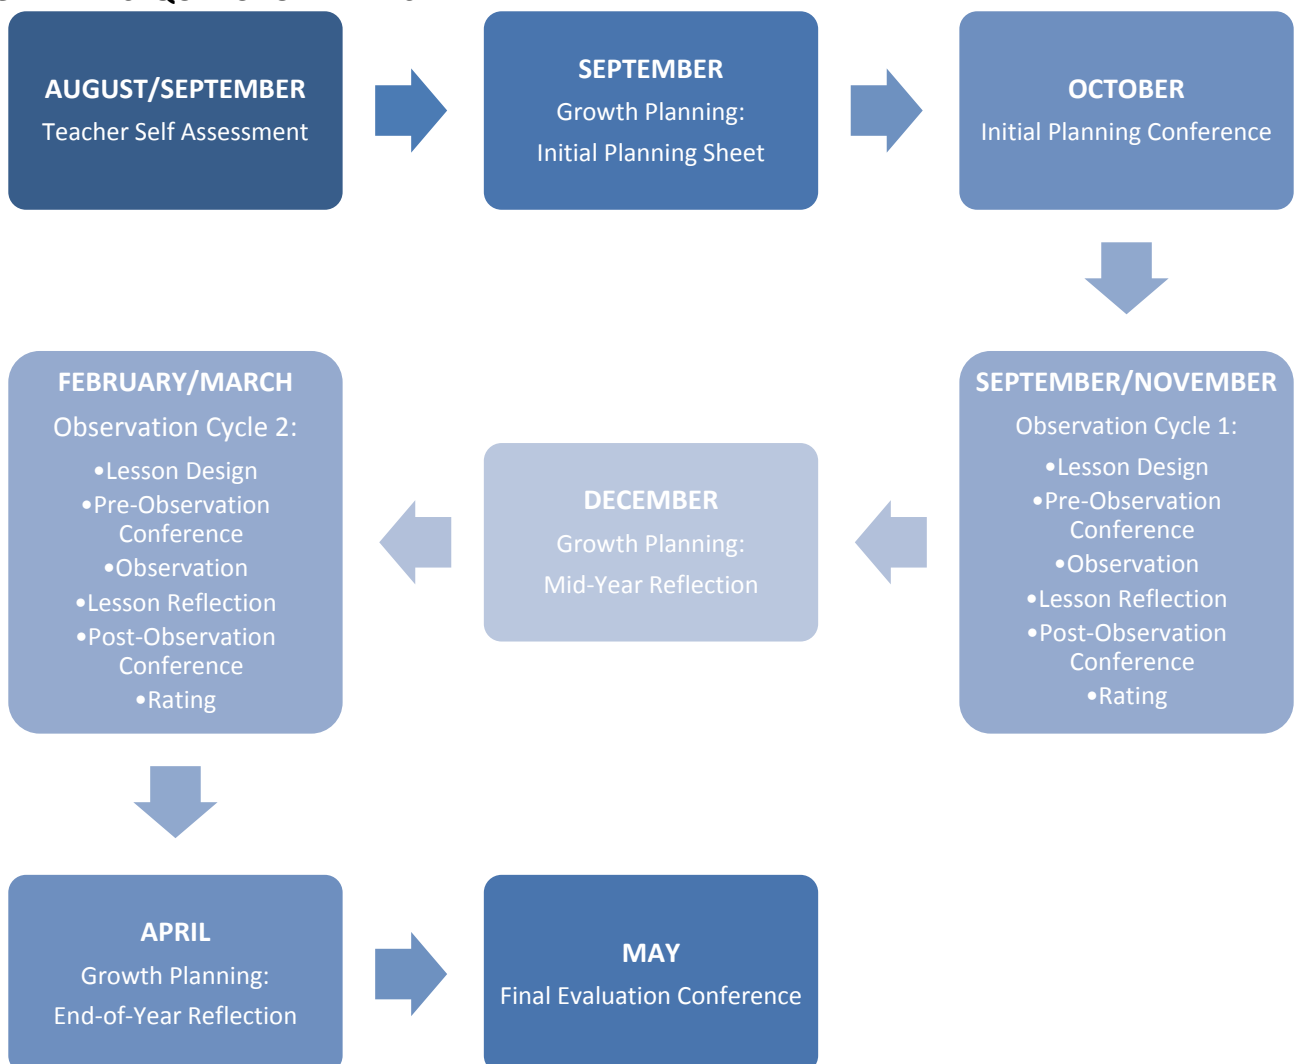 AUGUST/SEPTEMBER
Teacher Self Assessment
SEPTEMBER
Growth Planning:
Initial Planning Sheet
OCTOBER
Initial Planning Conference
SEPTEMBER/NOVEMBER
Observation Cycle 1:
•Lesson Design
•Pre-Observation
Conference
•Observation
•Lesson Reflection
•Post-Observation
Conference
•Rating
DECEMBER
Growth Planning:
Mid-Year Reflection
FEBRUARY/MARCH
Observation Cycle 2:
•Lesson Design
•Pre-Observation
Conference
•Observation
•Lesson Reflection
•Post-Observation
Conference
•Rating
APRIL
Growth Planning:
End-of-Year Reflection
MAY
Final Evaluation Conference